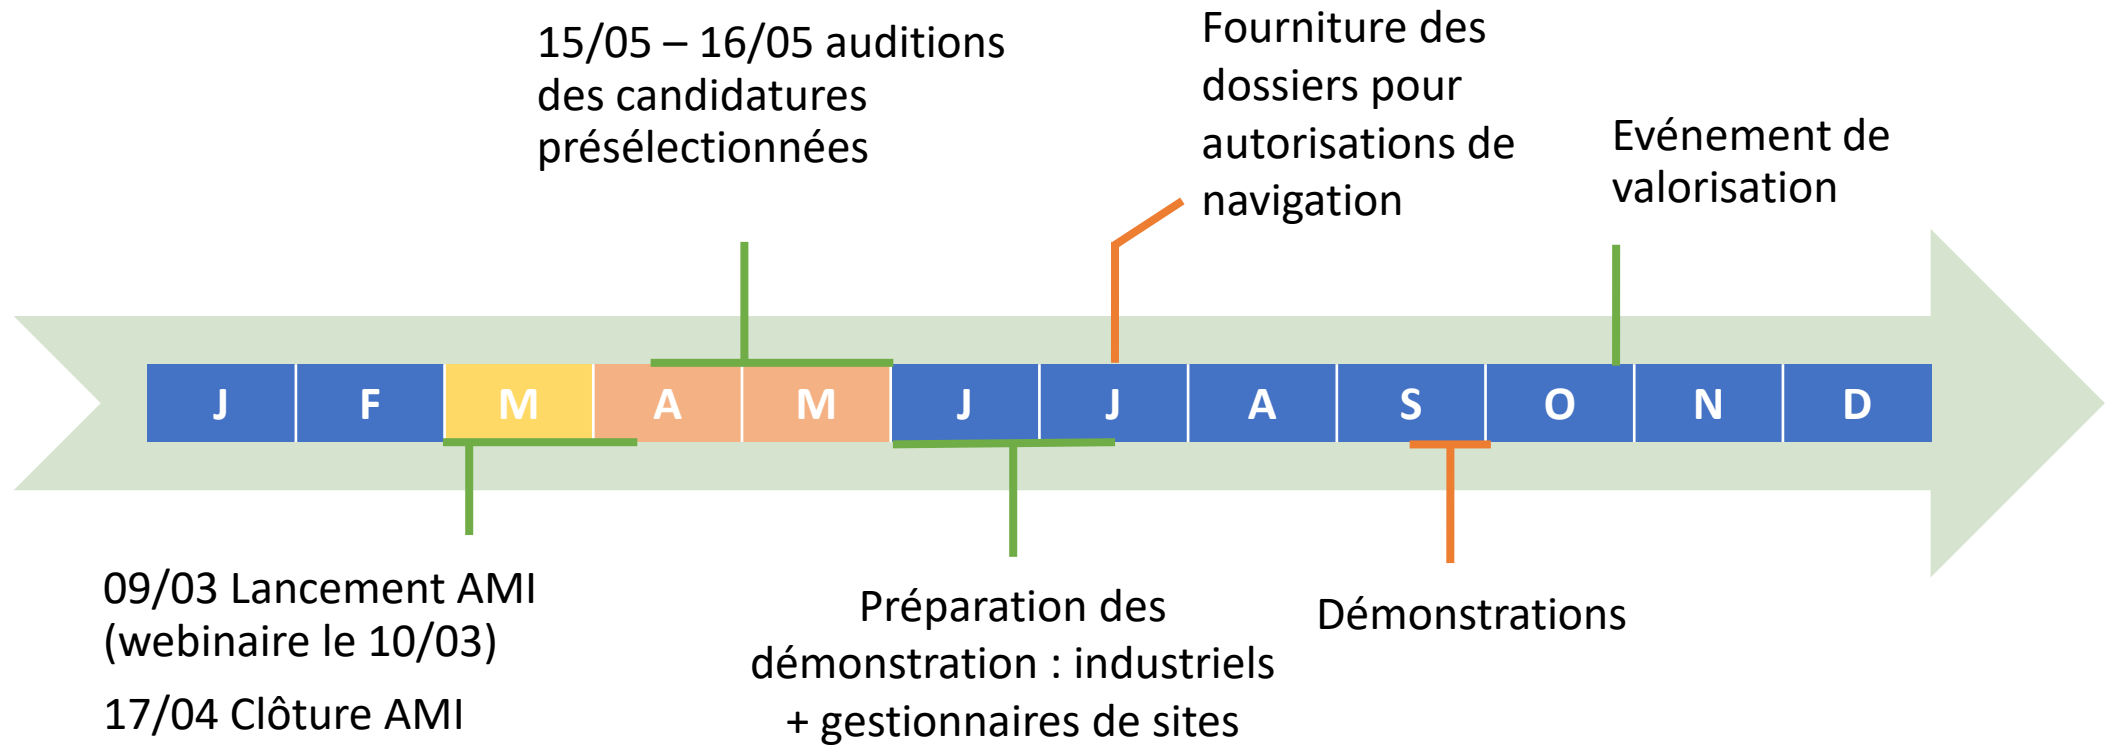 15/05 – 16/05 auditions
des candidatures
présélectionnées
Fourniture des
dossiers pour
autorisations de
navigation
Evénement de
valorisation
J F M A M J J A S O N D
09/03 Lancement AMI
(webinaire le 10/03)
17/04 Clôture AMI
Préparation des
démonstration : industriels
+ gestionnaires de sites
Démonstrations